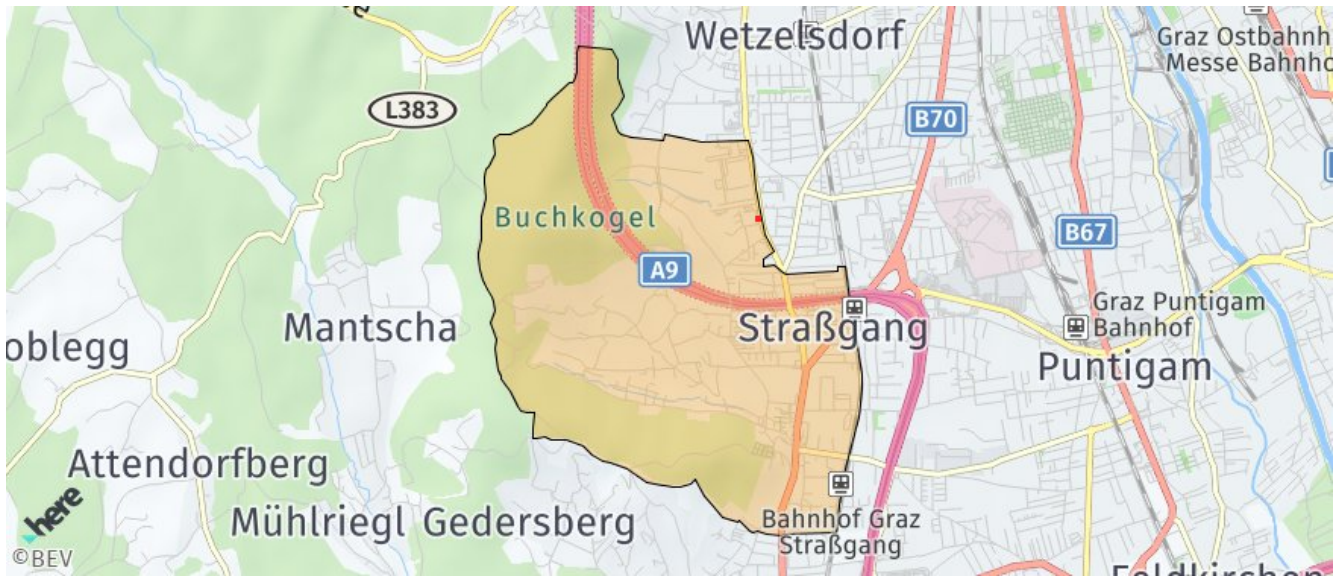 Wetzelsdorf
Graz Ostbahnh
Messe Bahnho
L383
B70
Buchkogel
B67
A9
Graz Puntigam
Bahnhof
Mantscha
Straßgang
oblegg
Puntigam
Attendorfberg
here
Mühlriegl
Gedersberg
Bahnhof Graz
Straßgang
©BEV
Feldkirchen